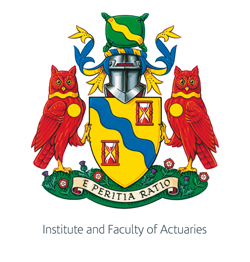 E PERITIA RATIO
Institute and Faculty of Actuaries